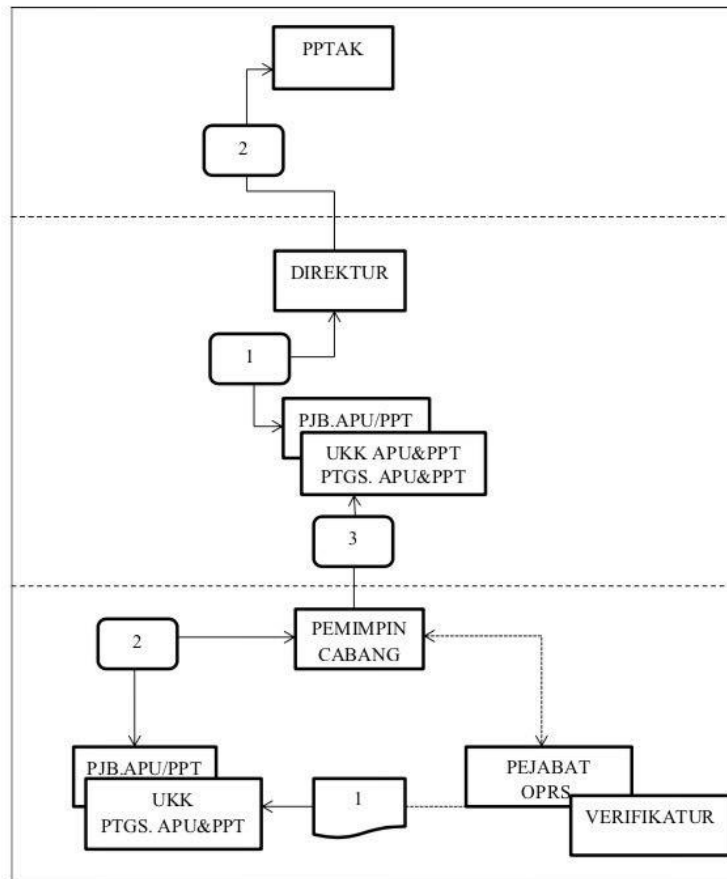 PPTAK
2
DIREKTUR
1
PJB.APU/PPT
UKK APU&PPT
PTGS. APU&PPT
3
PEMIMPIN
CABANG
2
PJB.APU/PPT
UKK
PTGS. APU&PPT
1
PEJABAT
OPRS
VERIFIKATUR